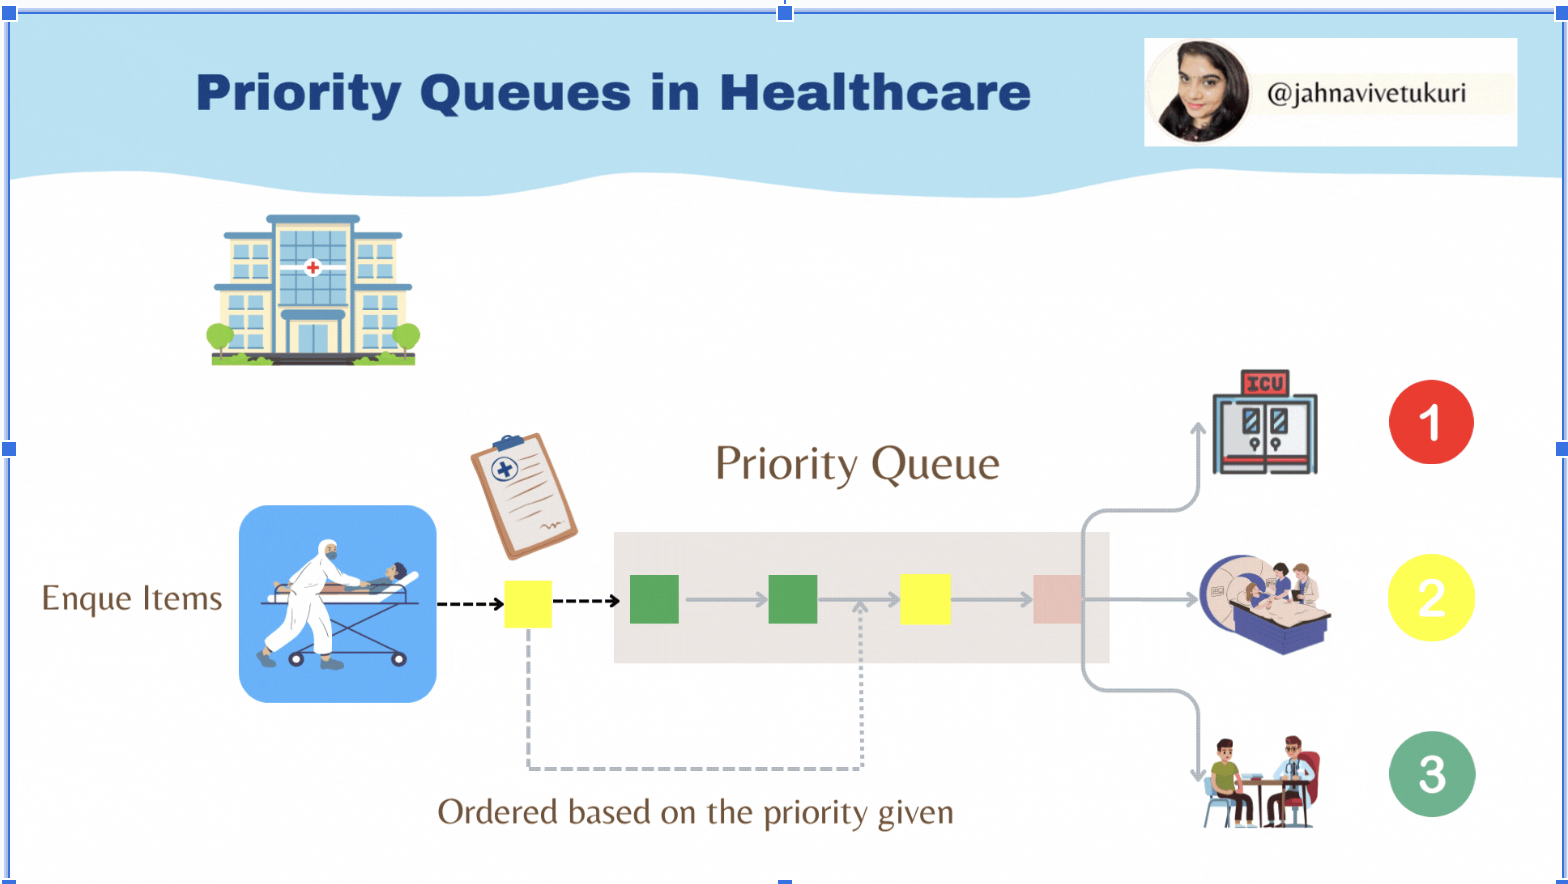 Priority Queues in Healthcare
@jahnavivetukuri
ICU
1
Priority Queue
Enque Items
2
Ordered based on the priority given
3